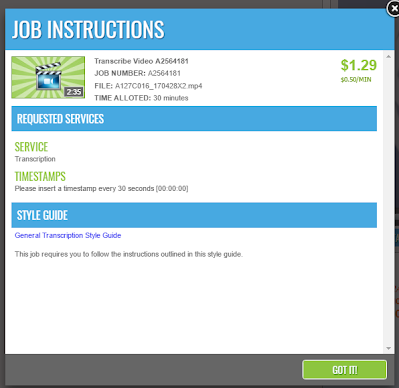 JOB INSTRUCTIONS
Transcribe Video A2564181
JOB NUMBER: A2564181
FILE: A127C016_170428X2.mp4
TIME ALLOTED: 30 minutes
2:35
$1.29
$0.50/MIN
REQUESTED SERVICES
SERVICE
Transcription
TIMESTAMPS
Please insert a timestamp every 30 seconds [00:00:00]
STYLE GUIDE
General Transcription Style Guide
This job requires you to follow the instructions outlined in this style guide.
GOT IT!